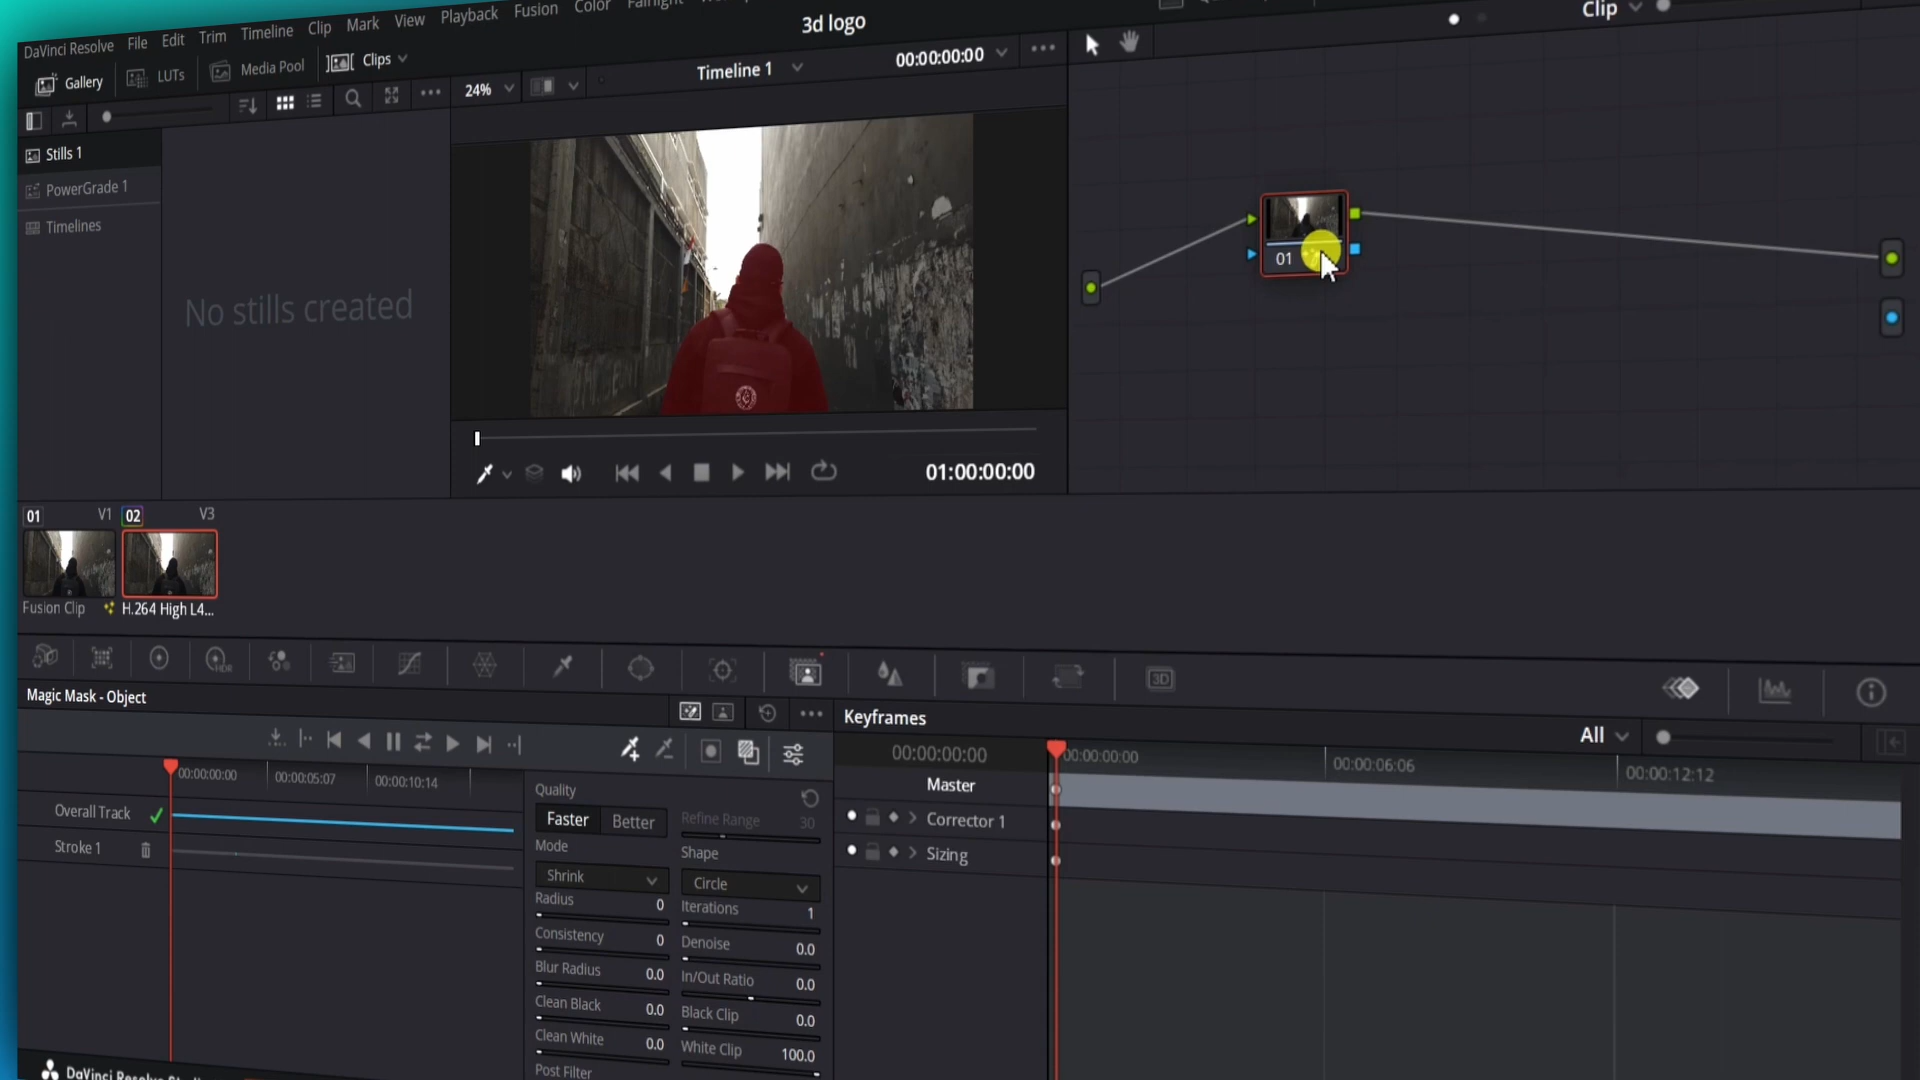 DaVinci Resolve File Edit Trim Timeline Clip Mark View Playback Fusion Color Fairlight
3d logo
Clip
Gallery LUTs Media Pool Clips
24% Timeline 1 00:00:00:00
Stills 1
PowerGrade 1
Timelines
No stills created
01
01:00:00:00
01 V1 02 V3
Fusion Clip H.264 High L4...
HDR
3D
Magic Mask - Object
Keyframes
All
00:00:00:00 00:00:05:07 00:00:10:14
00:00:00:00 00:00:00:00 00:00:06:06 00:00:12:12
Master
Corrector 1
Sizing
Overall Track
Stroke 1
Quality
Faster Better Refine Range 30
Mode Shape
Shrink Circle
Radius 0 Iterations 1
Consistency 0 Denoise 0.0
Blur Radius 0.0 In/Out Ratio 0.0
Clean Black 0.0 Black Clip 0.0
Clean White 0.0 White Clip 100.0
Post Filter
DaVinci Resolve